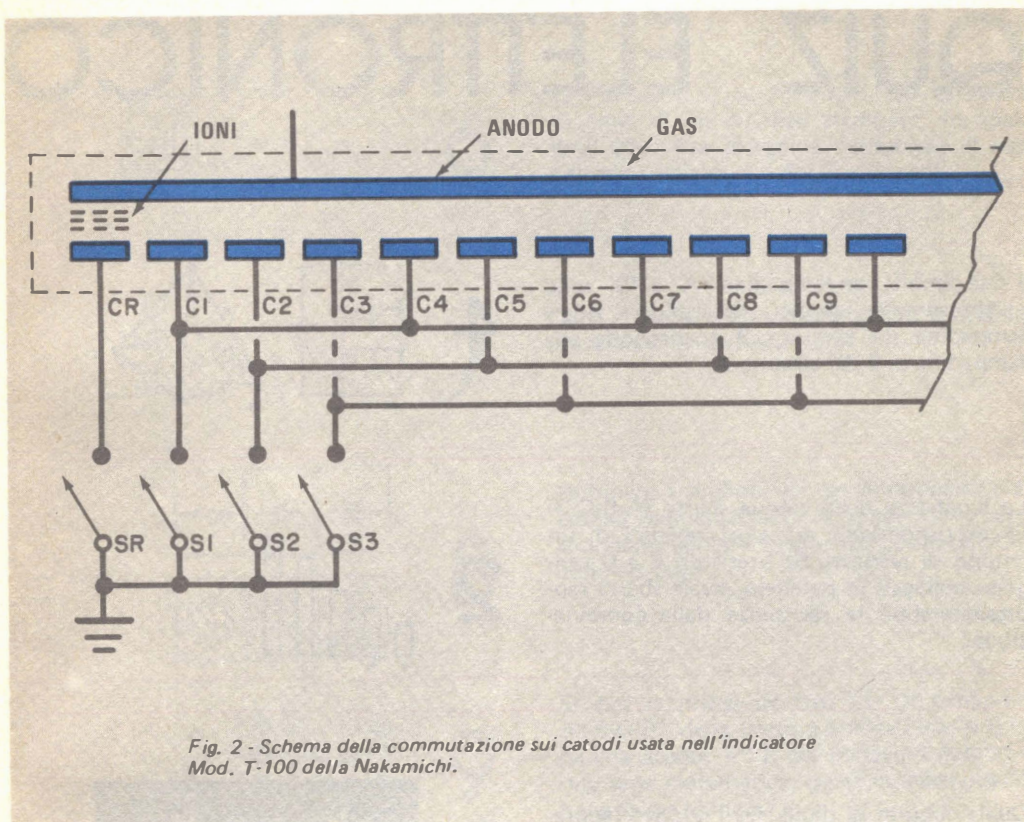 IONI
ANODO
GAS
CR C1 C2 C3 C4 C5 C6 C7 C8 C9
SR S1 S2 S3
Fig. 2 - Schema della commutazione sui catodi usata nell'indicatore
Mod. T-100 della Nakamichi.